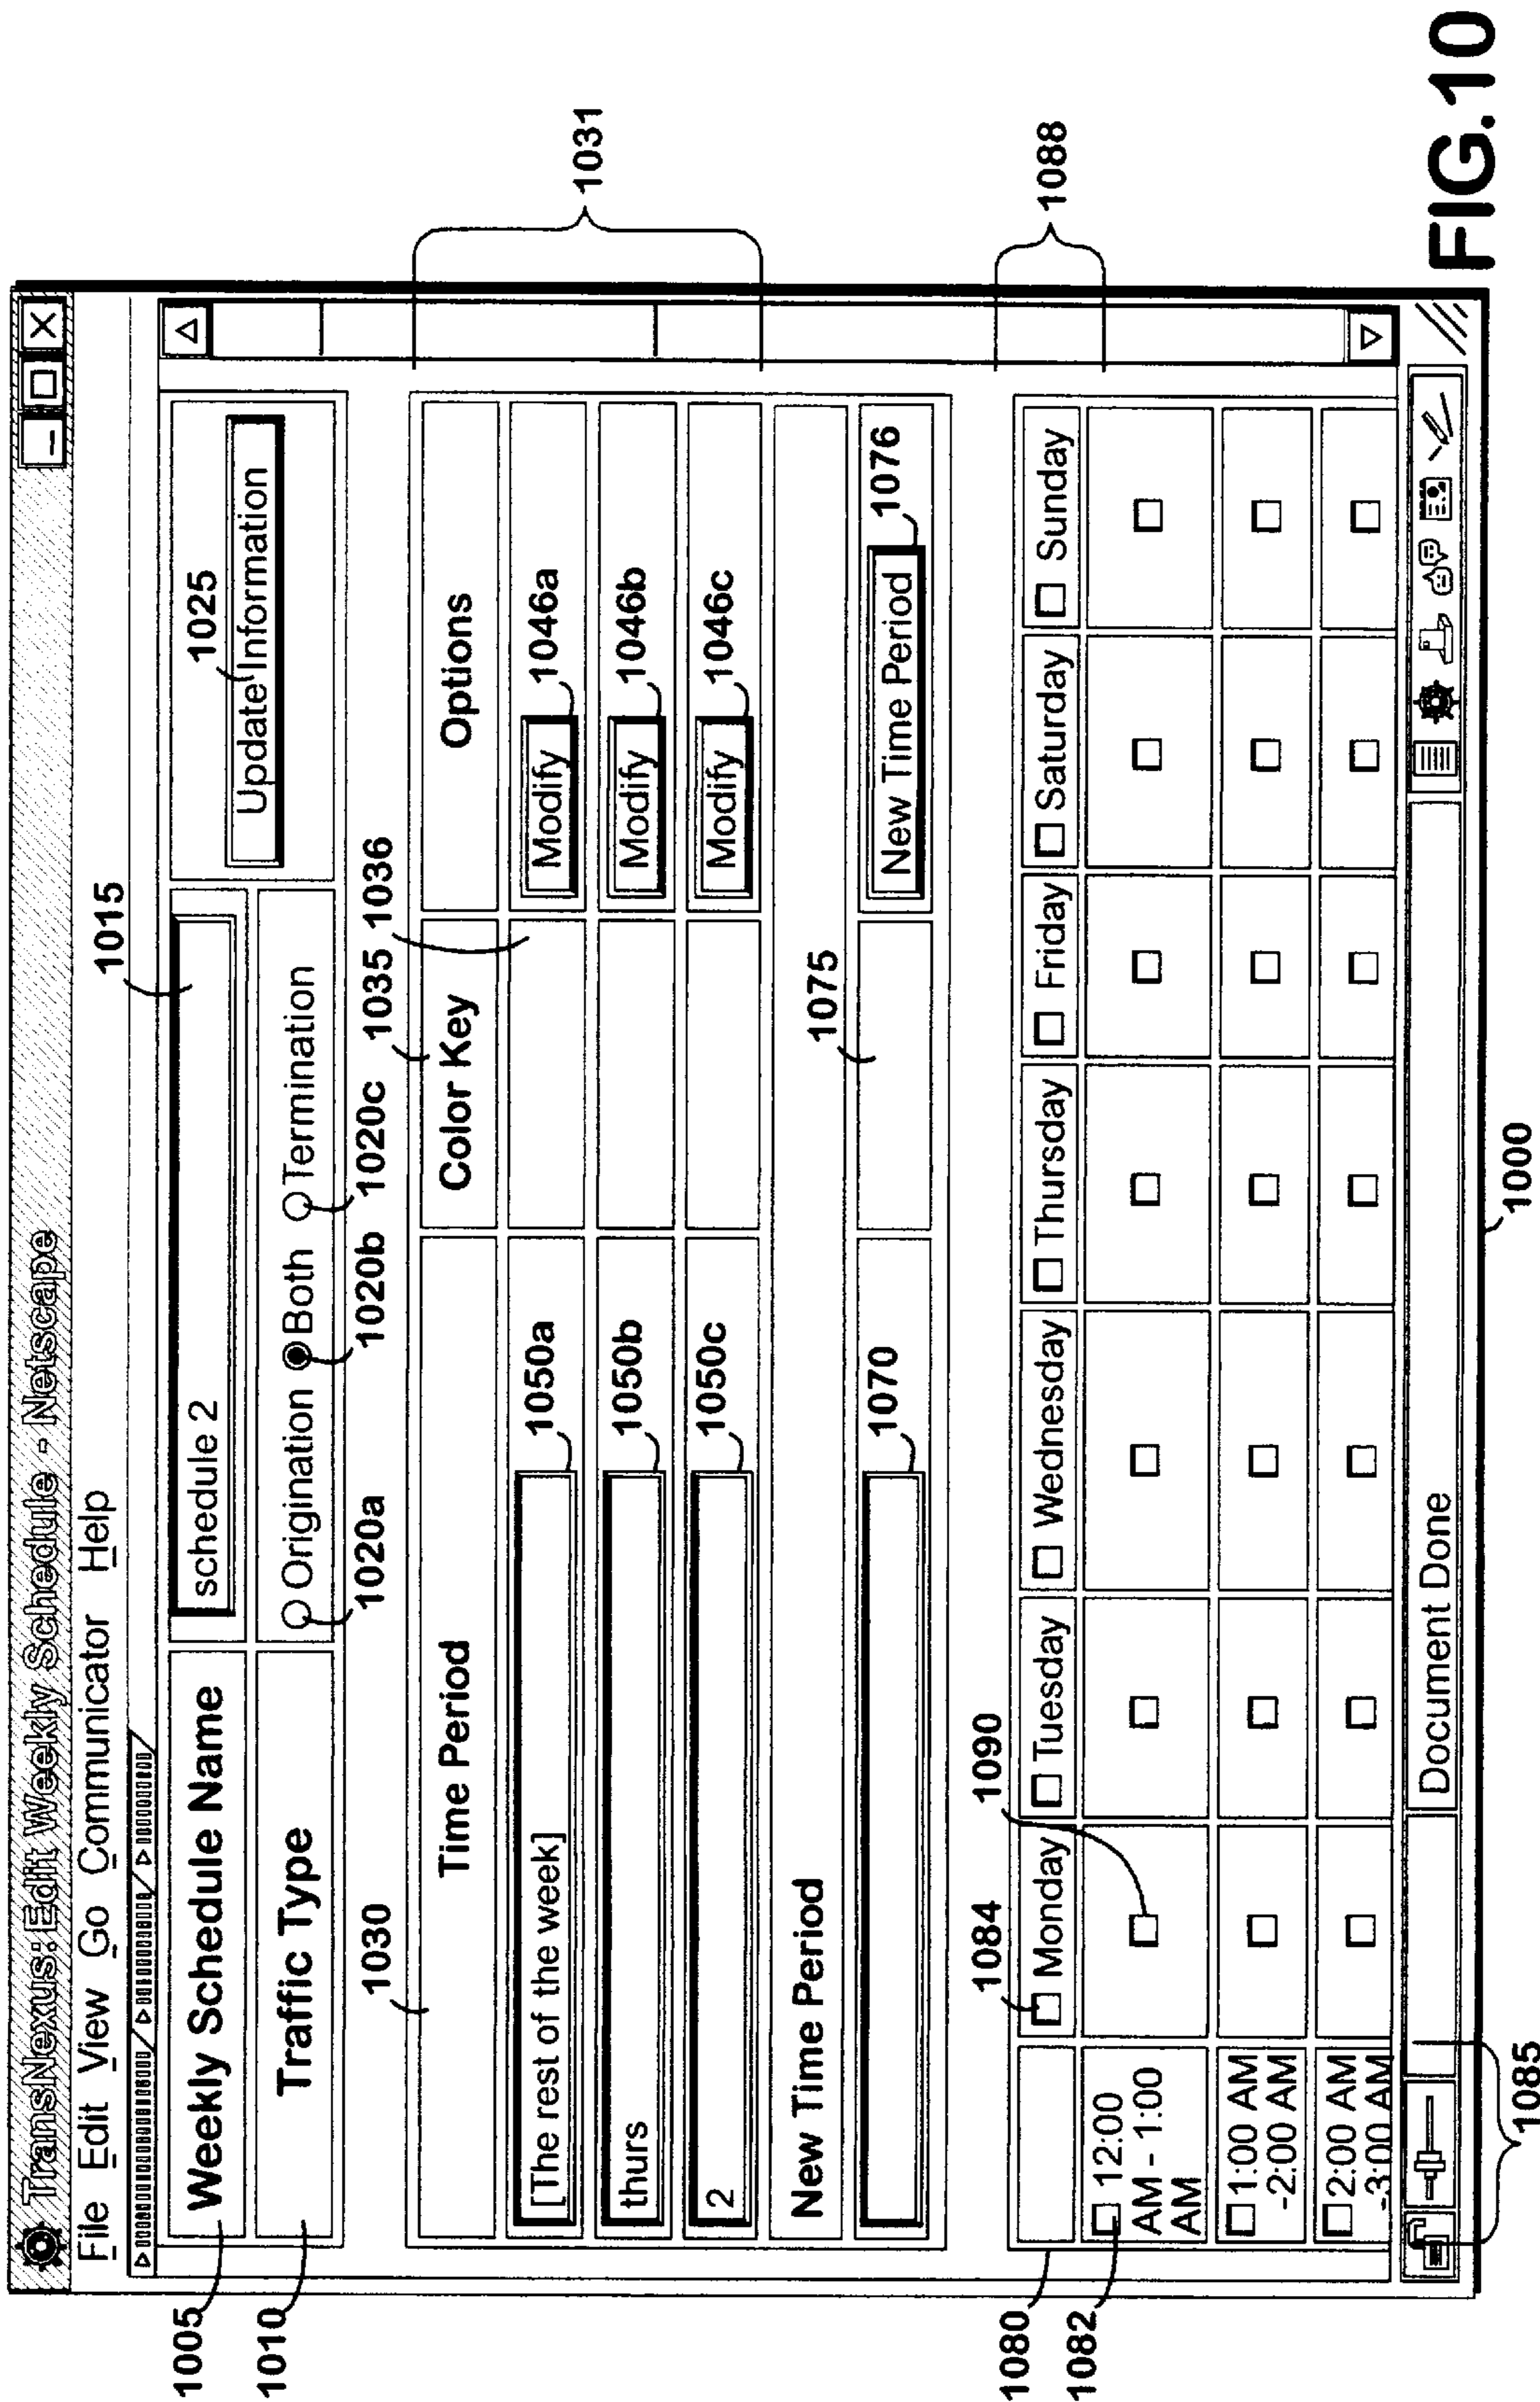 TransNexus: Edit Weekly Schedule - Netscape
File Edit View Go Communicator Help
1005
Weekly Schedule Name
schedule 2
1015
Update Information
1025
1010
Traffic Type
Origination Both Termination
1020a
1020b
1020c
1030
Time Period
Color Key
1035
1036
Options
1031
[The rest of the week]
1050a
Modify
1046a
thurs
1050b
Modify
1046b
2
1050c
Modify
1046c
New Time Period
1070
1075
New Time Period
1076
1080
1084
1090
1088
Monday Tuesday Wednesday Thursday Friday Saturday Sunday
1082
12:00
AM - 1:00
AM
1:00 AM
-2:00 AM
2:00 AM
-3:00 AM
Document Done
1085
1000
FIG.10